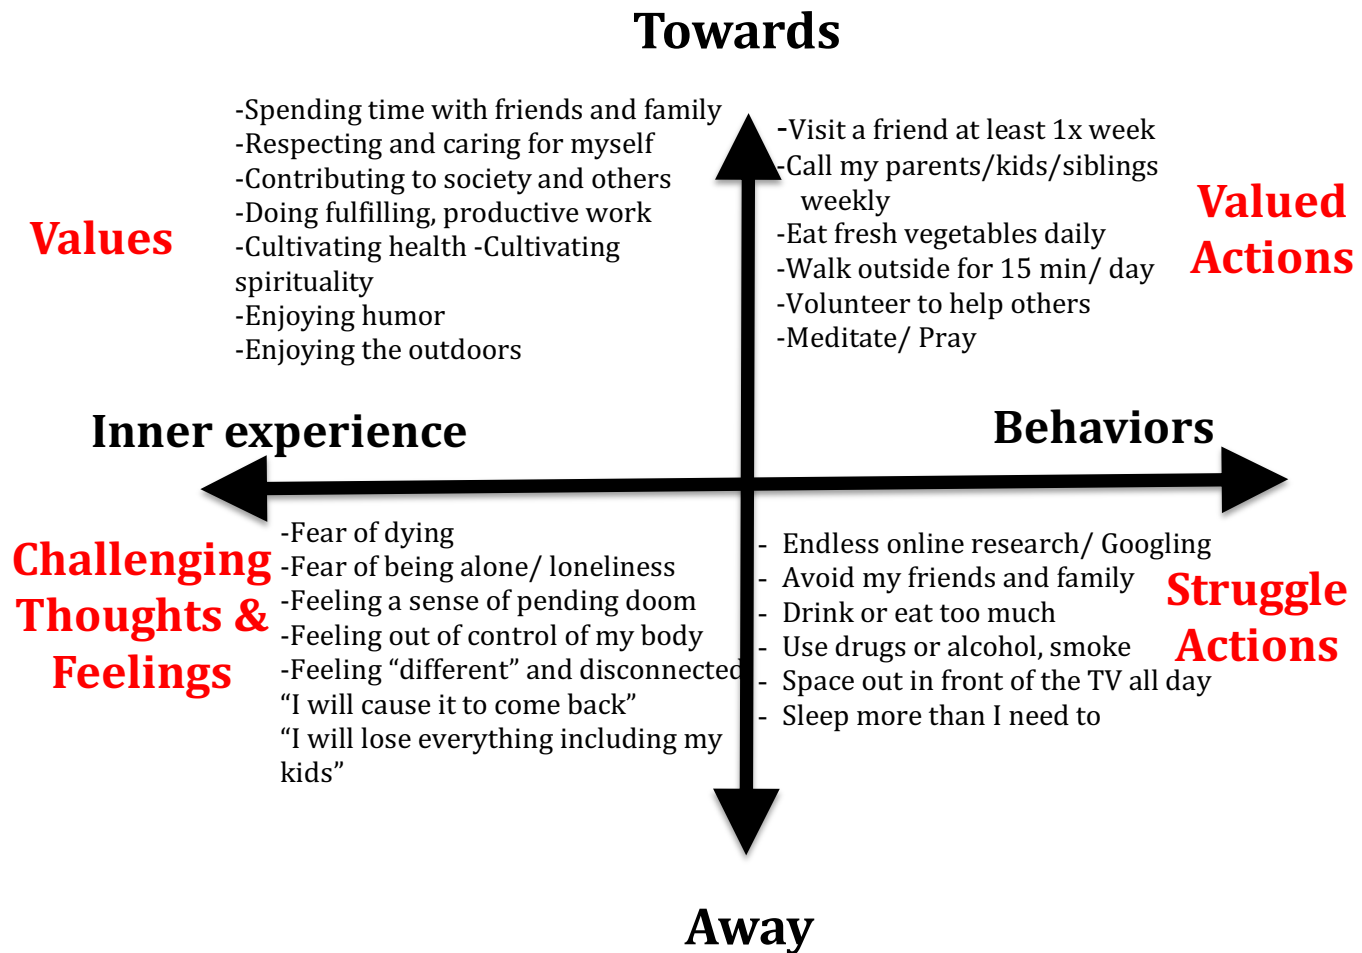 Towards
-Spending time with friends and family
-Respecting and caring for myself
-Contributing to society and others
-Doing fulfilling, productive work
-Cultivating health -Cultivating
spirituality
-Enjoying humor
-Enjoying the outdoors
Values
-Visit a friend at least 1x week
-Call my parents/kids/siblings
weekly
-Eat fresh vegetables daily
-Walk outside for 15 min/ day
-Volunteer to help others
-Meditate/ Pray
Valued
Actions
Inner experience
Behaviors
Challenging
Thoughts &
Feelings
-Fear of dying
-Fear of being alone/ loneliness
-Feeling a sense of pending doom
-Feeling out of control of my body
-Feeling “different” and disconnected
“I will cause it to come back”
“I will lose everything including my
kids”
- Endless online research/ Googling
- Avoid my friends and family
- Drink or eat too much
- Use drugs or alcohol, smoke
- Space out in front of the TV all day
- Sleep more than I need to
Struggle
Actions
Away